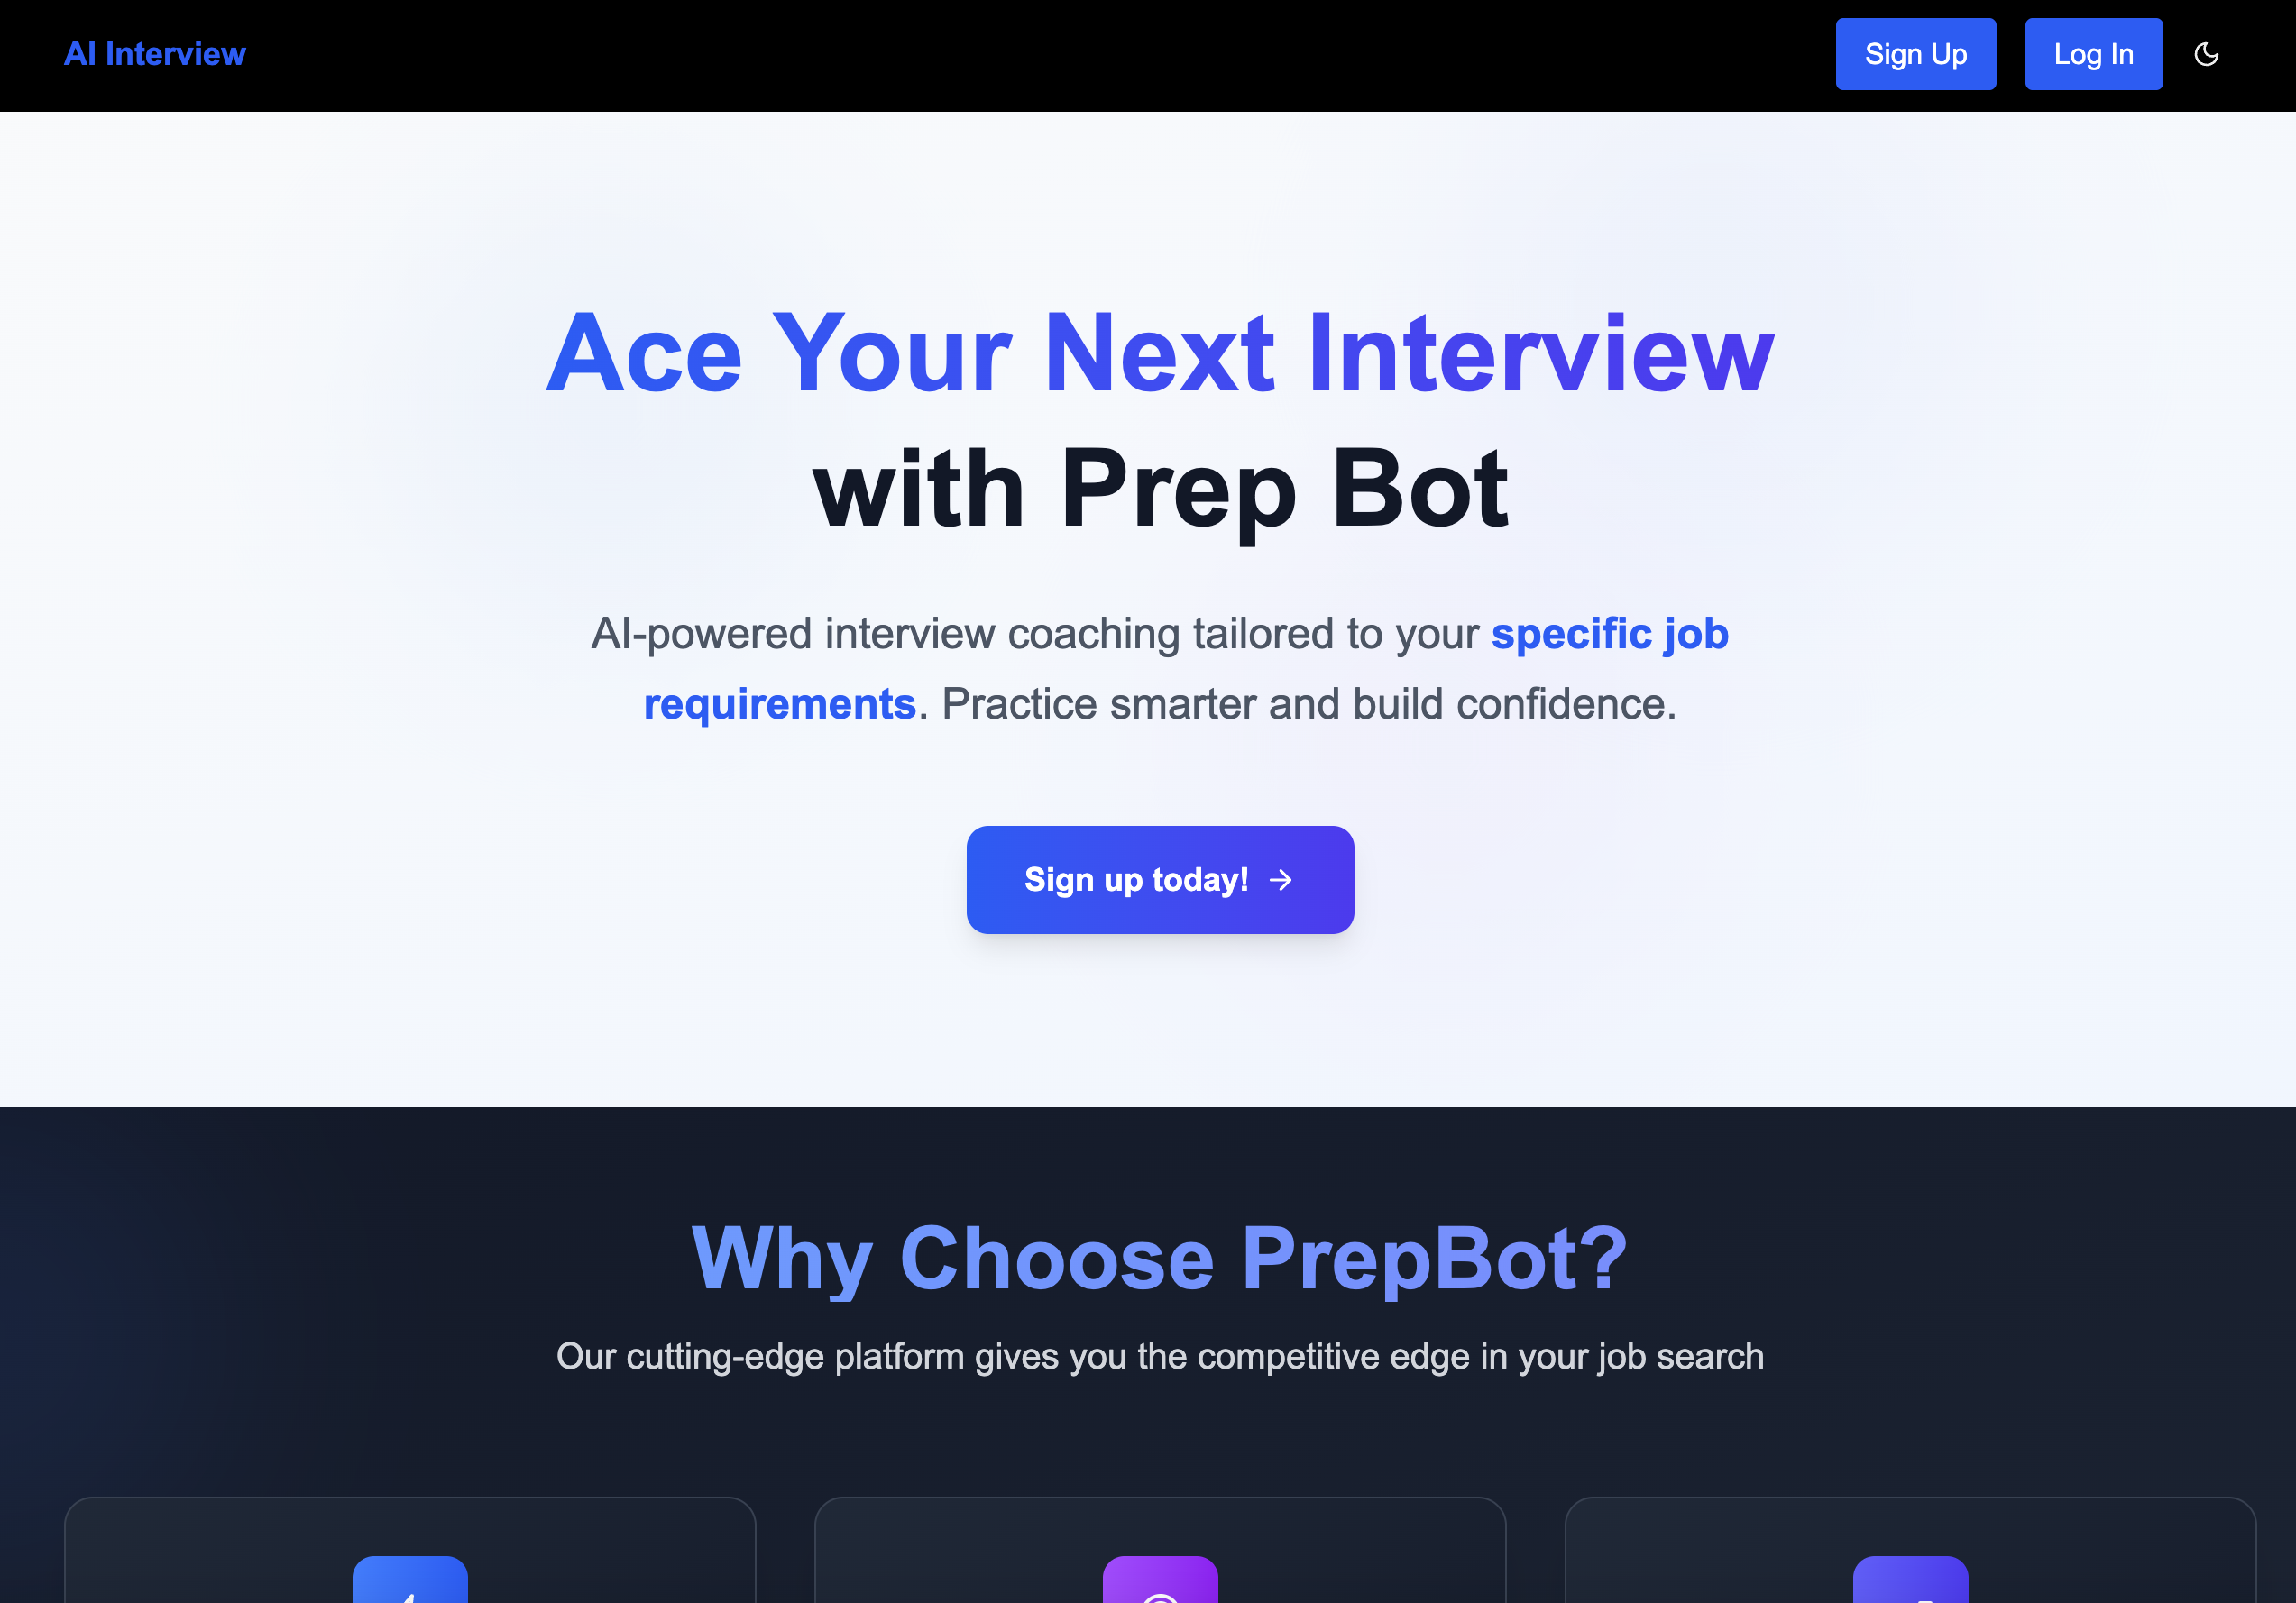 AI Interview
Sign Up
Log In
Ace Your Next Interview
with Prep Bot
AI-powered interview coaching tailored to your specific job
requirements. Practice smarter and build confidence.
Sign up today!
Why Choose PrepBot?
Our cutting-edge platform gives you the competitive edge in your job search